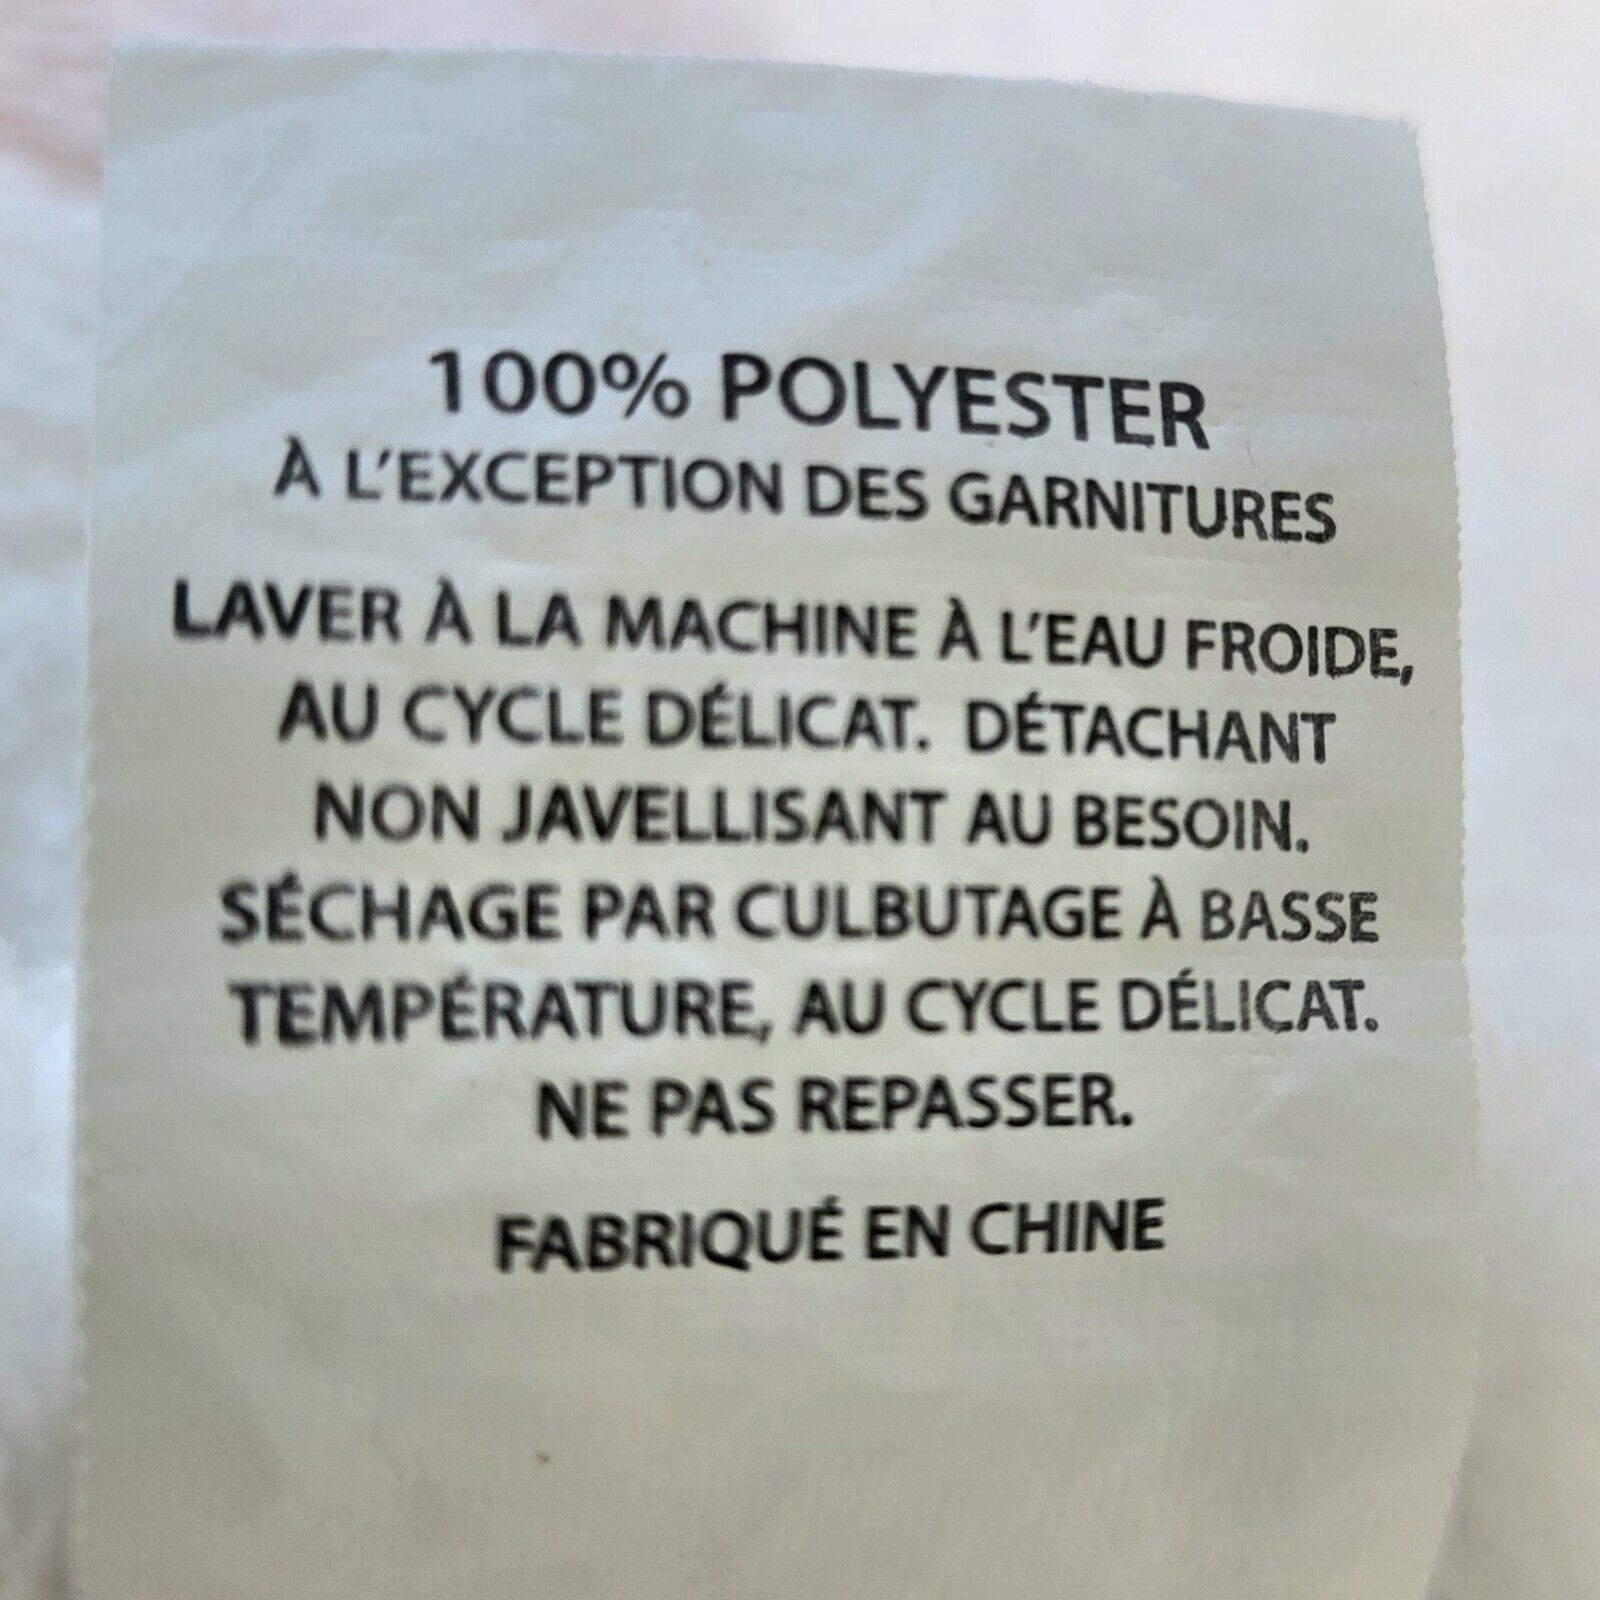 100% POLYESTER
À L'EXCEPTION DES GARNITURES
LAVER À LA MACHINE À L'EAU FROIDE,
AU CYCLE DÉLICAT. DÉTACHANT
NON JAVELLISANT AU BESOIN.
SÉCHAGE PAR CULBUTAGE À BASSE
TEMPÉRATURE, AU CYCLE DÉLICAT.
NE PAS REPASSER.
FABRIQUÉ EN CHINE